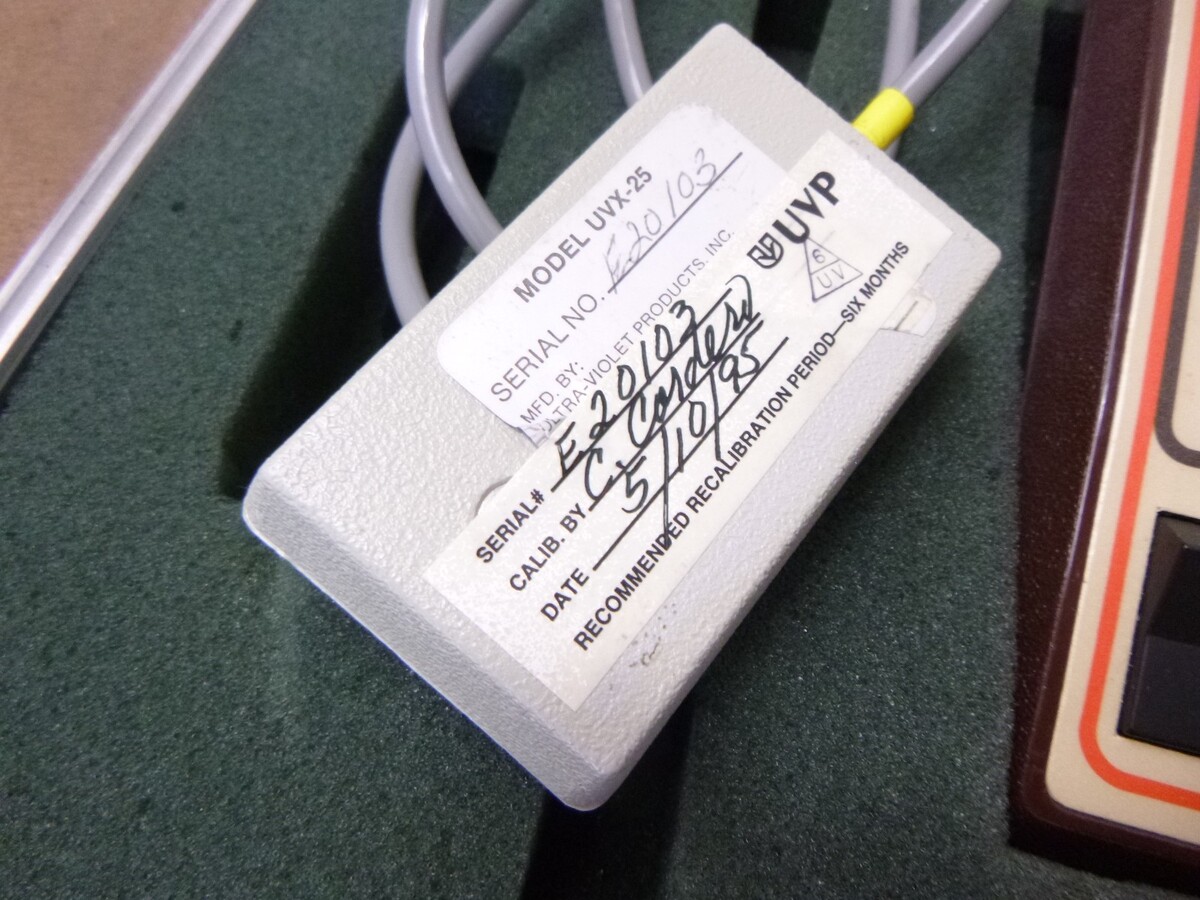 MODEL UVX-25
SERIAL NO. E20103
MFD. BY:
ULTRA-VIOLET PRODUCTS, INC.
UVP
6
UV
SERIAL# E20103
CALIB. BY C. Cordero
DATE 5/10/95
RECOMMENDED RECALIBRATION PERIOD—SIX MONTHS